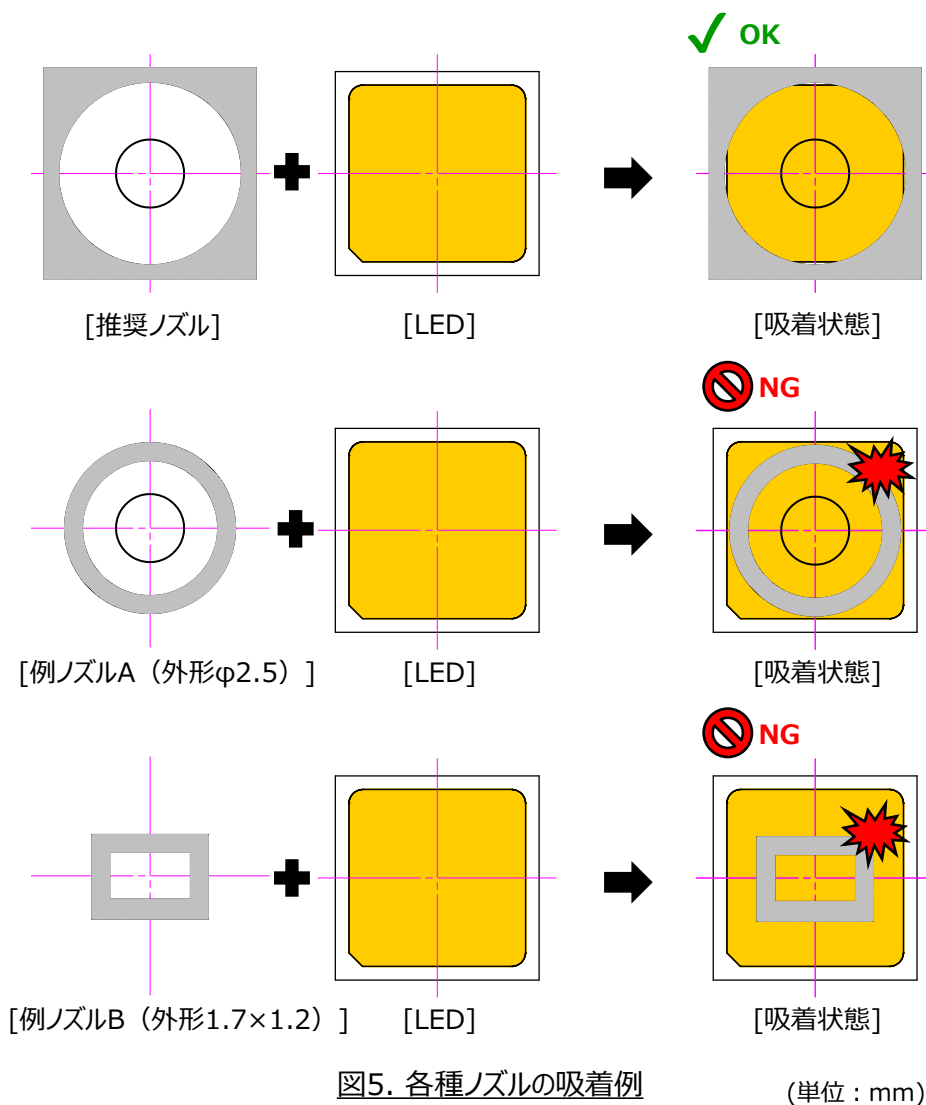 OK
[推奨ノズル]
[LED]
[吸着状態]
NG
[例ノズルA（外形φ2.5）]
[LED]
[吸着状態]
NG
[例ノズルB（外形1.7×1.2）]
[LED]
[吸着状態]
図5. 各種ノズルの吸着例
(単位：mm)